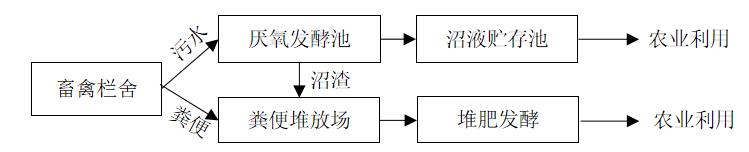 污水
厌氧发酵池
沼液贮存池
农业利用
畜禽栏舍
沼渣
粪便
粪便堆放场
堆肥发酵
农业利用